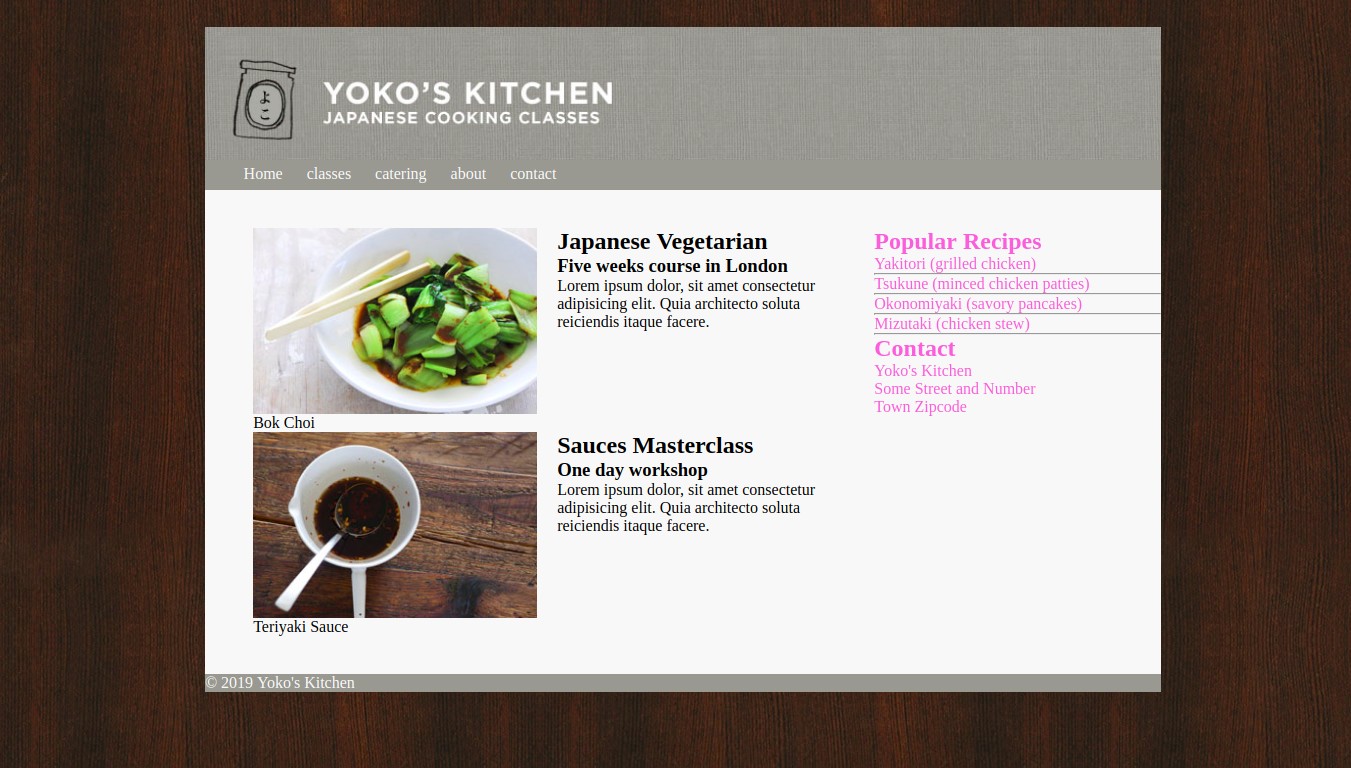 よこ
YOKO'S KITCHEN
JAPANESE COOKING CLASSES
Home classes catering about contact
Japanese Vegetarian
Five weeks course in London
Lorem ipsum dolor, sit amet consectetur
adipisicing elit. Quia architecto soluta
reiciendis itaque facere.
Bok Choi
Sauces Masterclass
One day workshop
Lorem ipsum dolor, sit amet consectetur
adipisicing elit. Quia architecto soluta
reiciendis itaque facere.
Teriyaki Sauce
Popular Recipes
Yakitori (grilled chicken)
Tsukune (minced chicken patties)
Okonomiyaki (savory pancakes)
Mizutaki (chicken stew)
Contact
Yoko's Kitchen
Some Street and Number
Town Zipcode
© 2019 Yoko's Kitchen